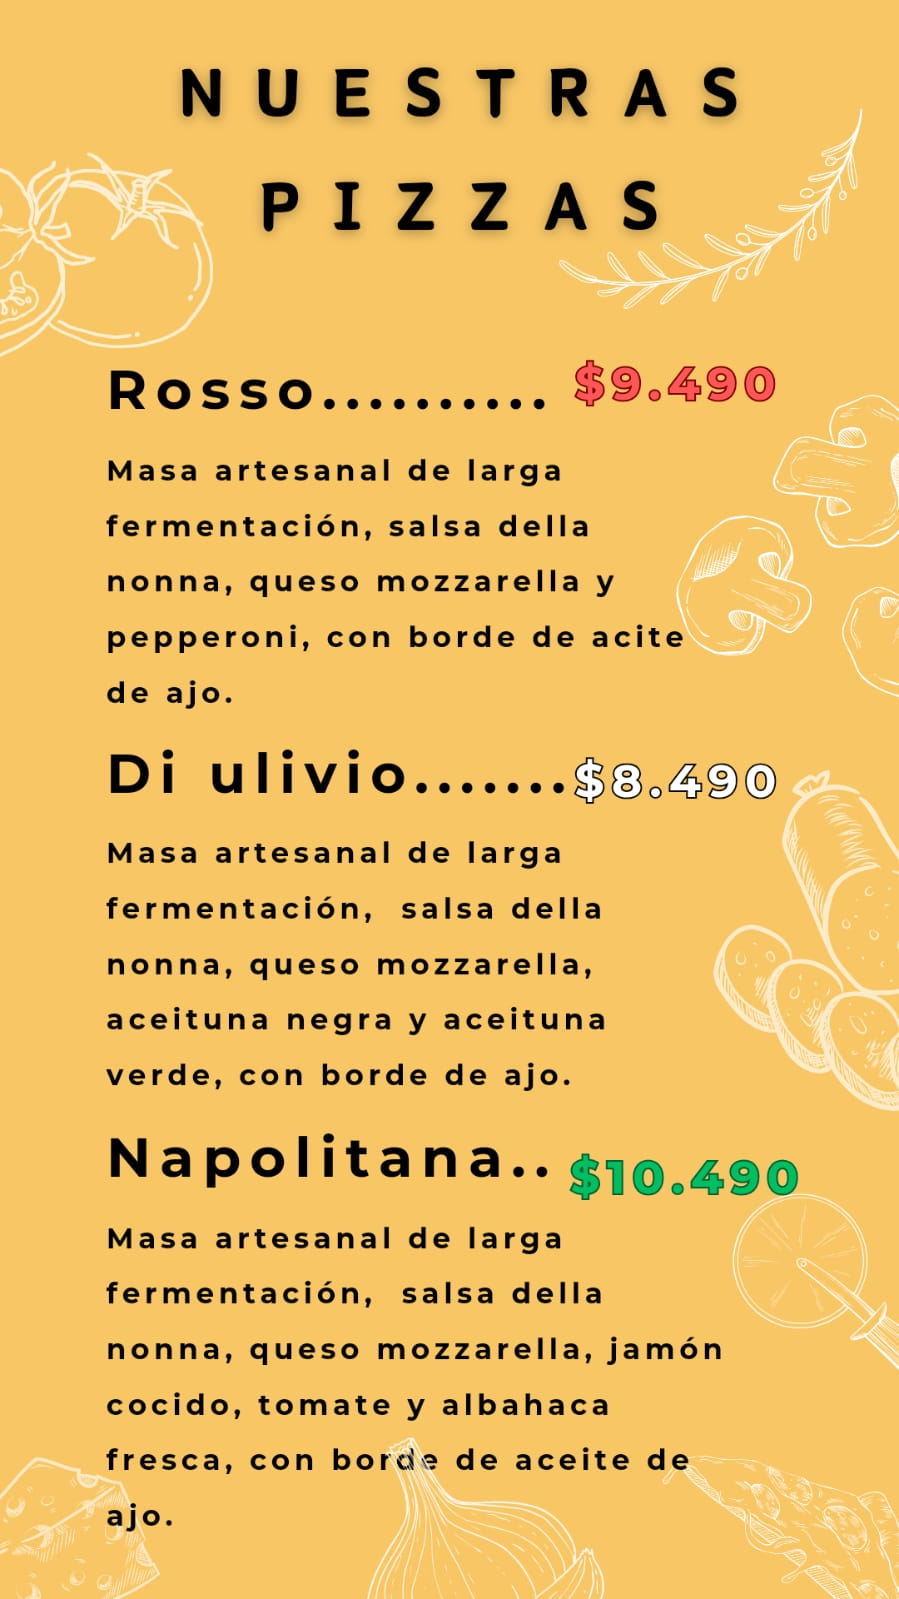 NUESTRAS
PIZZAS
Rosso.......... $9.490
Masa artesanal de larga
fermentación, salsa della
nonna, queso mozzarella y
pepperoni, con borde de acite
de ajo.
Di ulivio.......$8.490
Masa artesanal de larga
fermentación, salsa della
nonna, queso mozzarella,
aceituna negra y aceituna
verde, con borde de ajo.
Napolitana.. $10.490
Masa artesanal de larga
fermentación, salsa della
nonna, queso mozzarella, jamón
cocido, tomate y albahaca
fresca, con borde de aceite de
ajo.